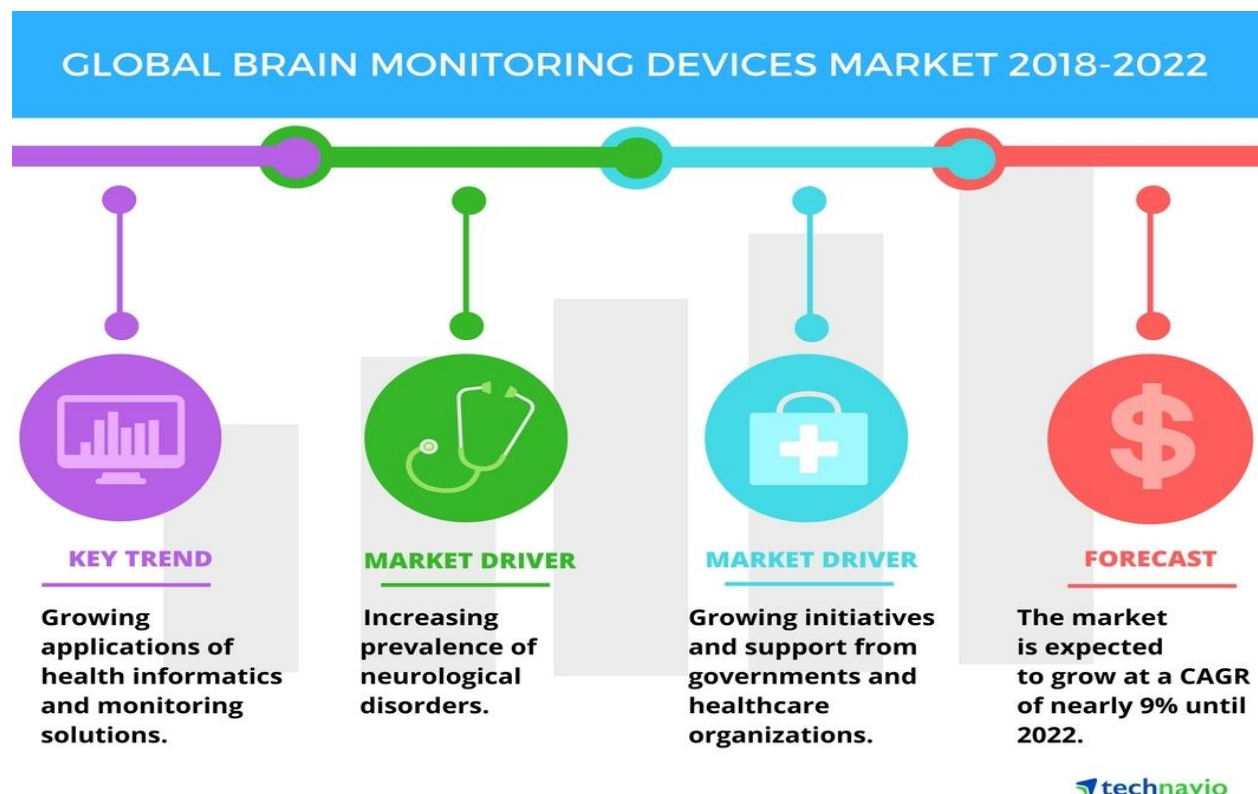 GLOBAL BRAIN MONITORING DEVICES MARKET 2018-2022
KEY TREND
Growing
applications of
health informatics
and monitoring
solutions.
MARKET DRIVER
Increasing
prevalence of
neurological
disorders.
MARKET DRIVER
Growing initiatives
and support from
governments and
healthcare
organizations.
FORECAST
The market
is expected
to grow at a CAGR
of nearly 9% until
2022.
technavio